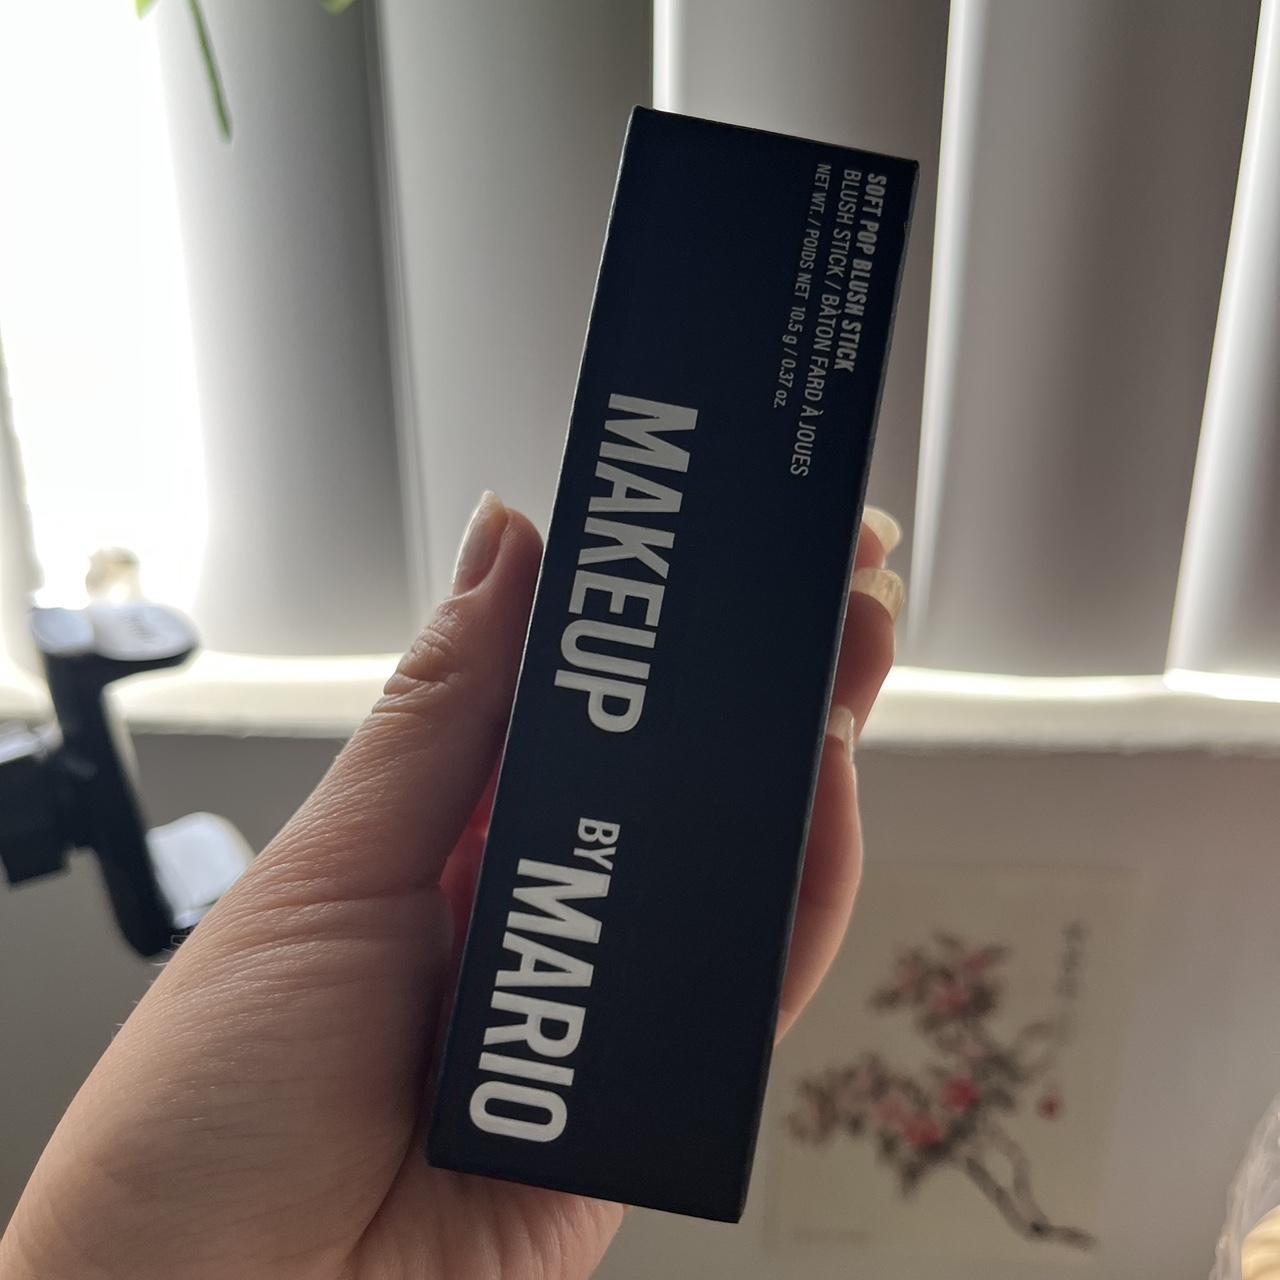 SOFT POP BLUSH STICK
BLUSH STICK / BÂTON FARD À JOUES
NET WT. / POIDS NET 10.5 g / 0.37 oz.
MAKEUP
BY MARIO